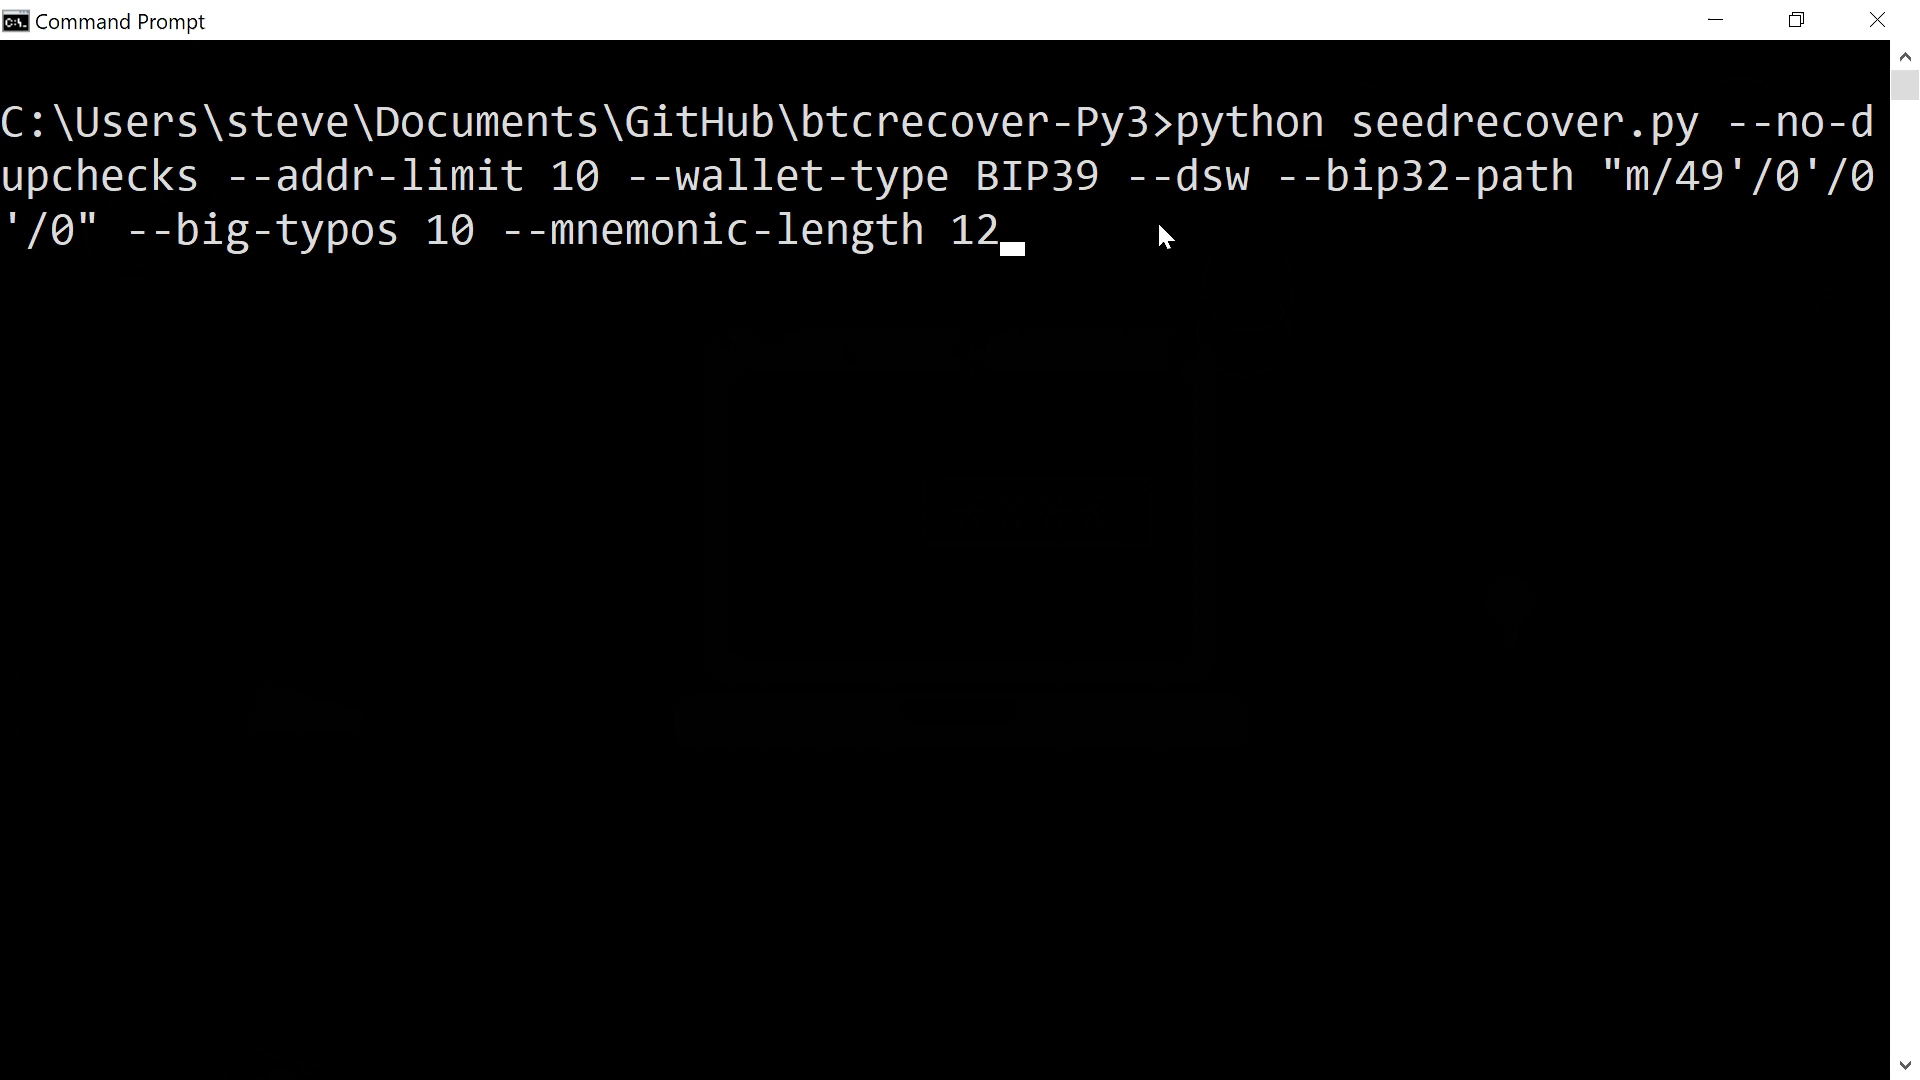 Command Prompt
C:\Users\steve\Documents\GitHub\btcrecover-Py3>python seedrecover.py --no-d
upchecks --addr-limit 10 --wallet-type BIP39 --dsw --bip32-path "m/49'/0'/0
'/0" --big-typos 10 --mnemonic-length 12_